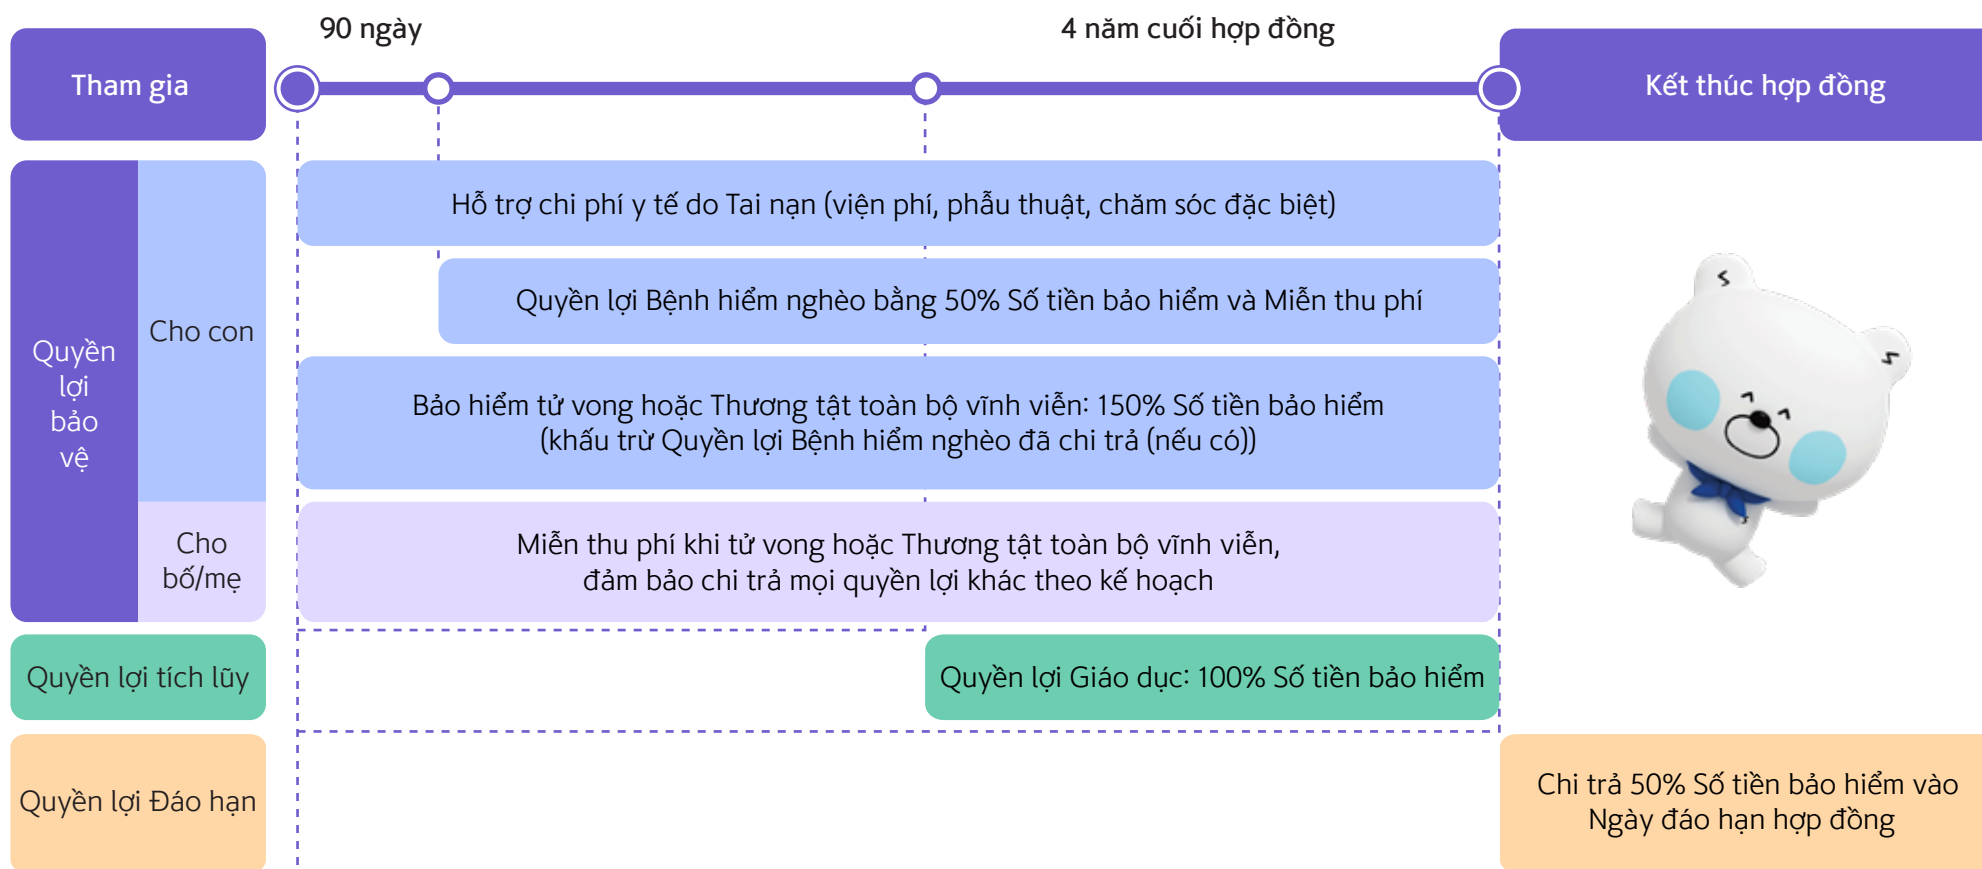 90 ngày
4 năm cuối hợp đồng
Tham gia
Kết thúc hợp đồng
Quyền
lợi
bảo
vệ
Cho con
Hỗ trợ chi phí y tế do Tai nạn (viện phí, phẫu thuật, chăm sóc đặc biệt)
Quyền lợi Bệnh hiểm nghèo bằng 50% Số tiền bảo hiểm và Miễn thu phí
Bảo hiểm tử vong hoặc Thương tật toàn bộ vĩnh viễn: 150% Số tiền bảo hiểm
(khấu trừ Quyền lợi Bệnh hiểm nghèo đã chi trả (nếu có))
Cho
bố/mẹ
Miễn thu phí khi tử vong hoặc Thương tật toàn bộ vĩnh viễn,
đảm bảo chi trả mọi quyền lợi khác theo kế hoạch
Quyền lợi tích lũy
Quyền lợi Giáo dục: 100% Số tiền bảo hiểm
Quyền lợi Đáo hạn
Chi trả 50% Số tiền bảo hiểm vào
Ngày đáo hạn hợp đồng